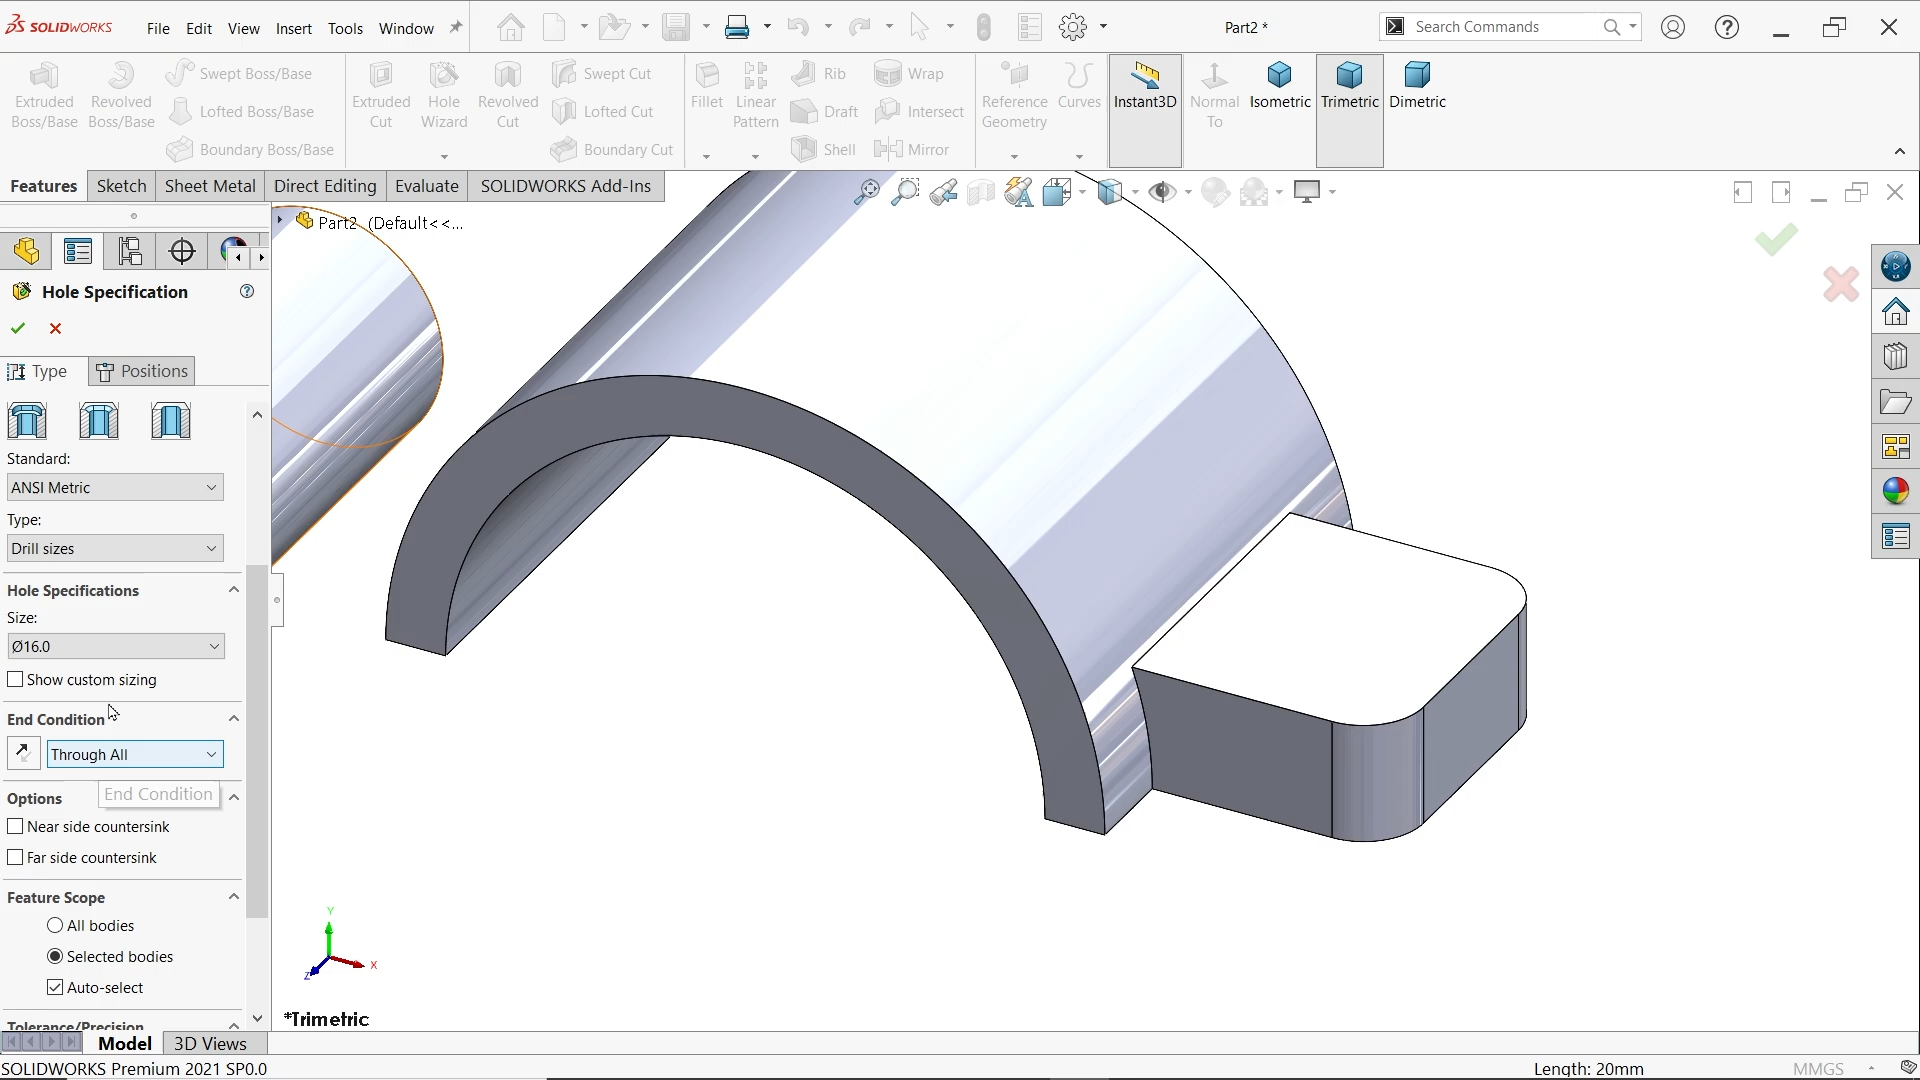 SOLIDWORKS File Edit View Insert Tools Window Part2 * Search Commands
Extruded Boss/Base
Revolved Boss/Base
Swept Boss/Base
Lofted Boss/Base
Boundary Boss/Base
Extruded Cut
Hole Wizard
Revolved Cut
Swept Cut
Lofted Cut
Boundary Cut
Fillet
Linear Pattern
Rib
Draft
Shell
Wrap
Intersect
Mirror
Reference Geometry
Curves
Instant3D
Normal To
Isometric
Trimetric
Dimetric
Features Sketch Sheet Metal Direct Editing Evaluate SOLIDWORKS Add-Ins
Part2 (Default<<...
Hole Specification
Type Positions
Standard:
ANSI Metric
Type:
Drill sizes
Hole Specifications
Size:
Ø16.0
Show custom sizing
End Condition
Through All
Options
End Condition
Near side countersink
Far side countersink
Feature Scope
All bodies
Selected bodies
Auto-select
Tolerance/Precision
Y
X
Z
*Trimetric
Model 3D Views
SOLIDWORKS Premium 2021 SP0.0 Length: 20mm MMGS